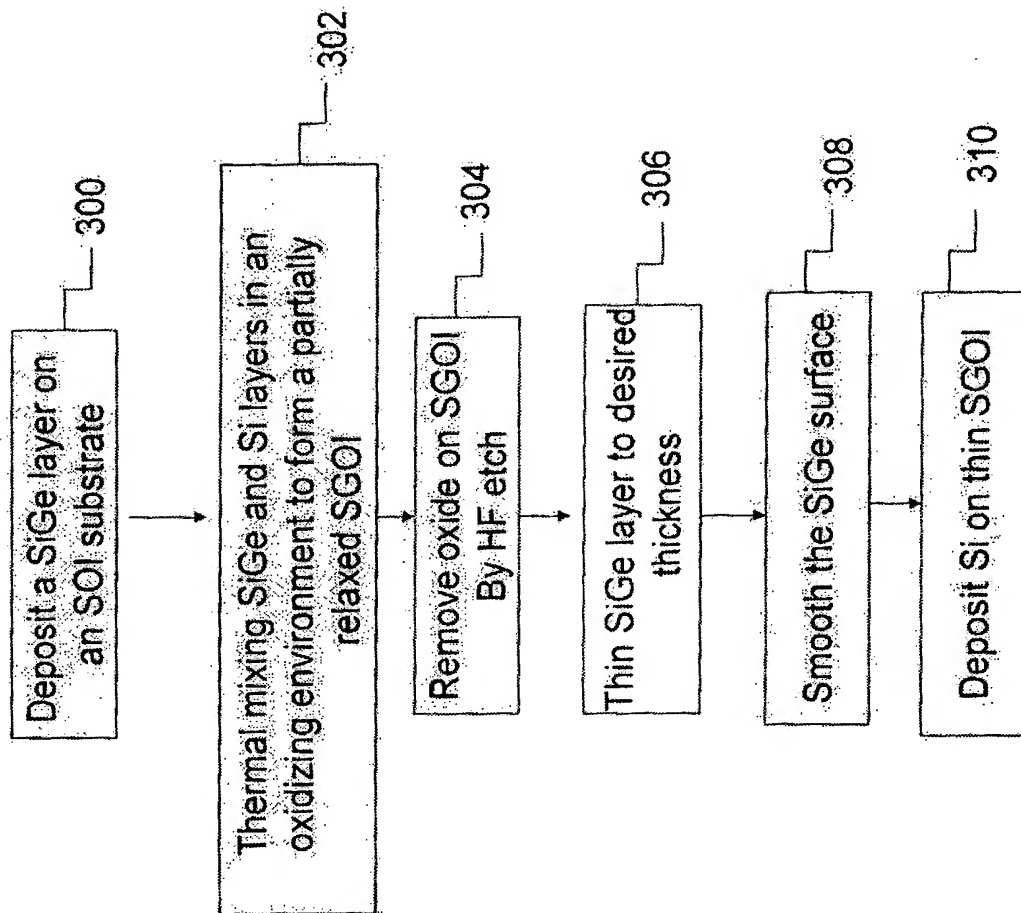 Deposit a SiGe layer on
an SOI substrate
300
Thermal mixing SiGe and Si layers in an
oxidizing environment to form a partially
relaxed SGOI
302
Remove oxide on SGOI
By HF etch
304
Thin SiGe layer to desired
thickness
306
Smooth the SiGe surface
308
Deposit Si on thin SGOI
310